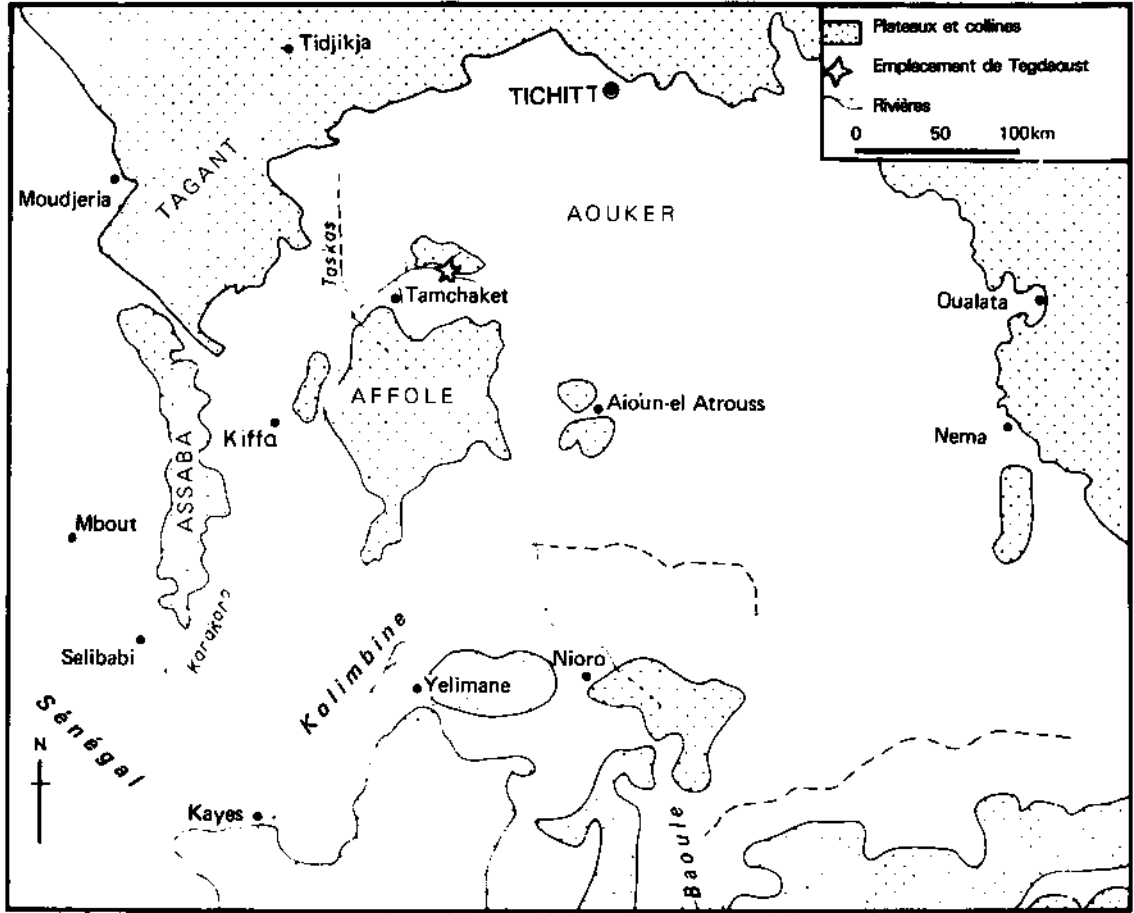 Plateaux et collines
Emplacement de Tegdaoust
Rivières
0 50 100km
Tidjikja
TICHITT
Moudjeria
TAGANT
AOUKER
Taskas
Tamchaket
Oualata
AFFOLE
Aioun-el Atrouss
Kiffa
Nema
ASSABA
Mbout
Karakoro
Selibabi
Kolimbine
Nioro
Yelimane
Sénégal
N
Kayes
Baoule